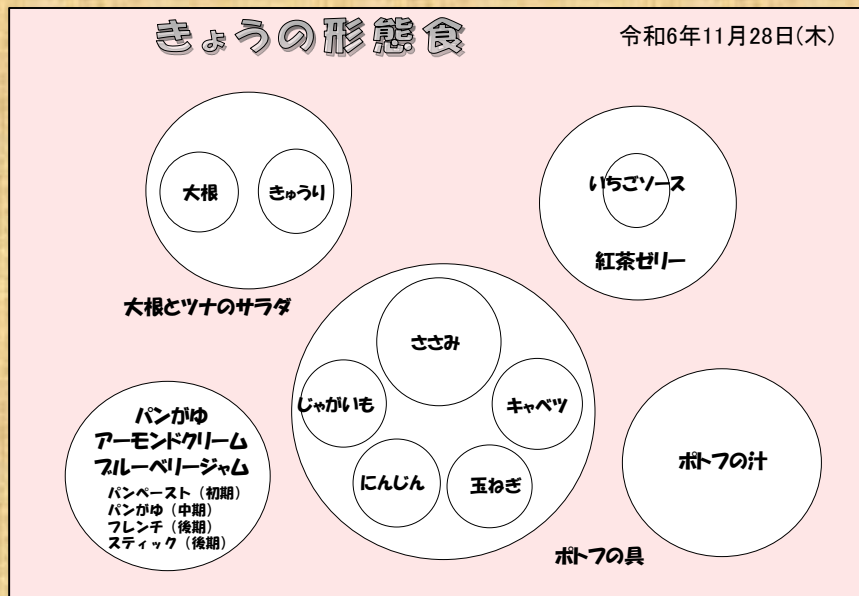 きょうの形態食
令和6年11月28日(木)
大根
きゅうり
大根とツナのサラダ
いちごソース
紅茶ゼリー
ささみ
じゃがいも
キャベツ
にんじん
玉ねぎ
ポトフの具
パンがゆ
アーモンドクリーム
ブルーベリージャム
パンペースト（初期）
パンがゆ（中期）
フレンチ（後期）
スティック（後期）
ポトフの汁